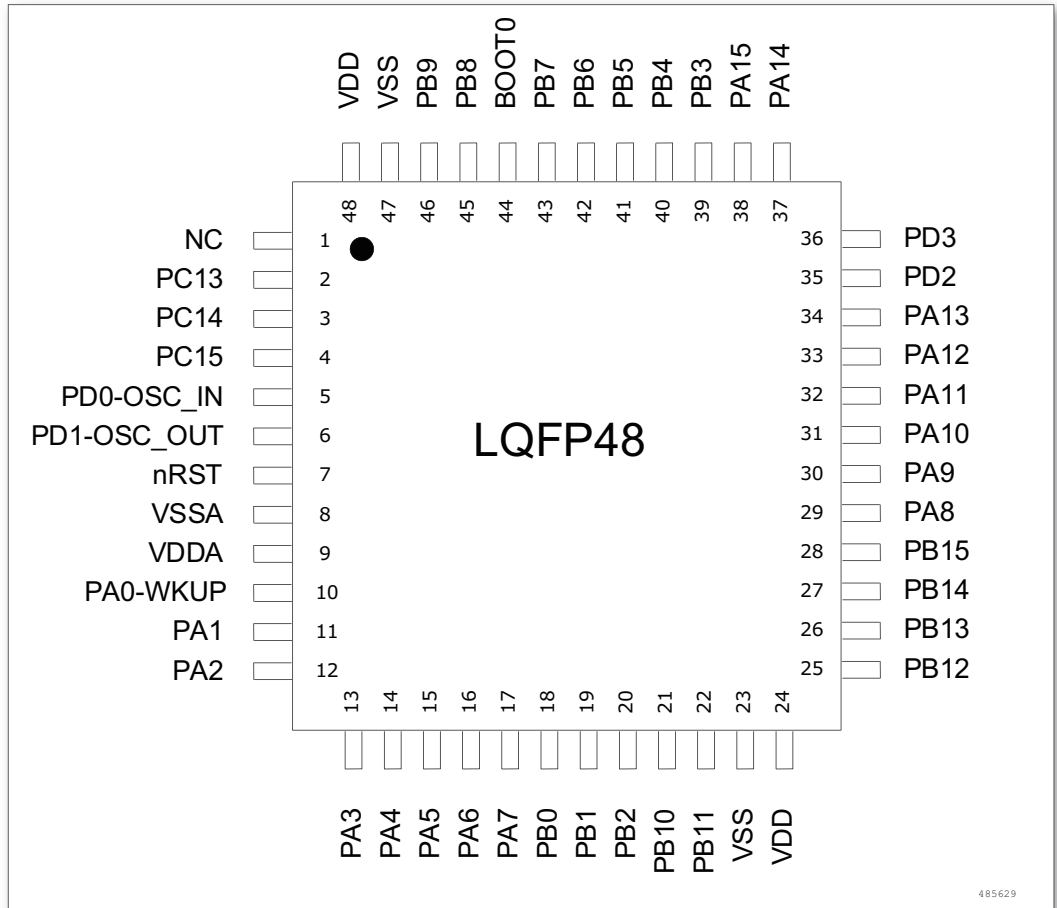 VDD
VSS
PB9
PB8
BOOT0
PB7
PB6
PB5
PB4
PB3
PA15
PA14
48
47
46
45
44
43
42
41
40
39
38
37
NC 1
PC13 2
PC14 3
PC15 4
PD0-OSC_IN 5
PD1-OSC_OUT 6
nRST 7
VSSA 8
VDDA 9
PA0-WKUP 10
PA1 11
PA2 12
LQFP48
36 PD3
35 PD2
34 PA13
33 PA12
32 PA11
31 PA10
30 PA9
29 PA8
28 PB15
27 PB14
26 PB13
25 PB12
13
14
15
16
17
18
19
20
21
22
23
24
PA3
PA4
PA5
PA6
PA7
PB0
PB1
PB2
PB10
PB11
VSS
VDD
485629